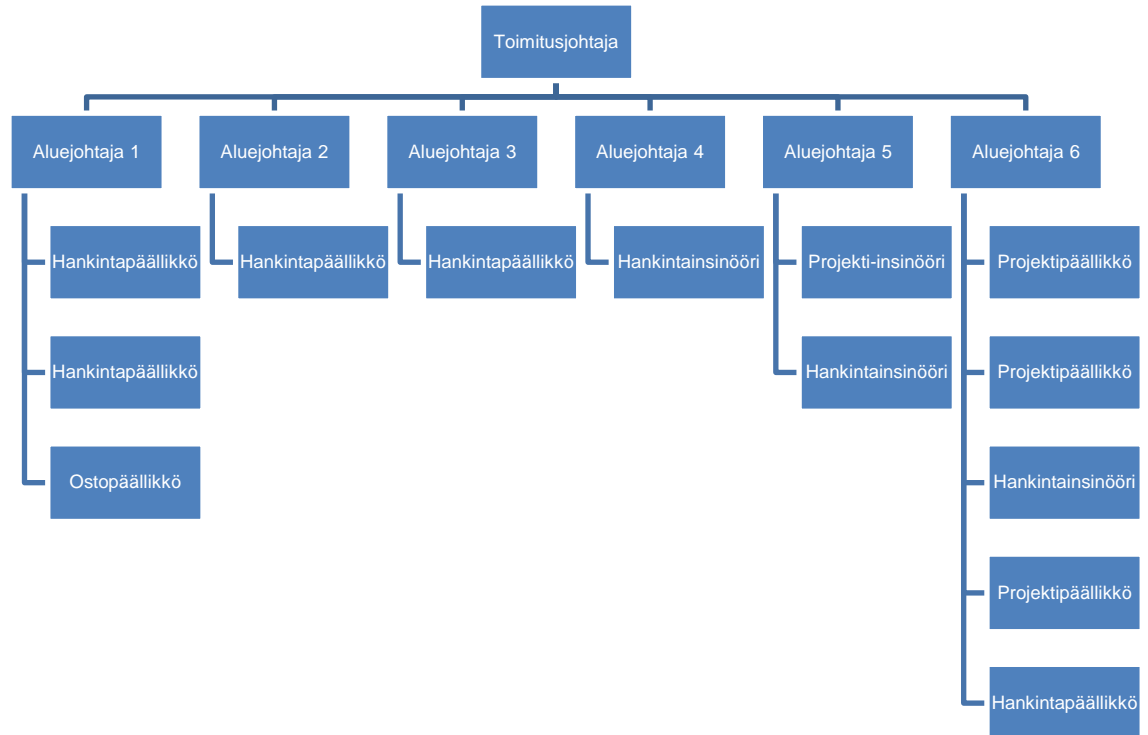 Toimitusjohtaja
Aluejohtaja 1
Aluejohtaja 2
Aluejohtaja 3
Aluejohtaja 4
Aluejohtaja 5
Aluejohtaja 6
Hankintapäällikkö
Hankintapäällikkö
Hankintapäällikkö
Hankintainsinööri
Projekti-insinööri
Projektipäällikkö
Hankintapäällikkö
Hankintainsinööri
Projektipäällikkö
Ostopäällikkö
Hankintainsinööri
Projektipäällikkö
Hankintapäällikkö